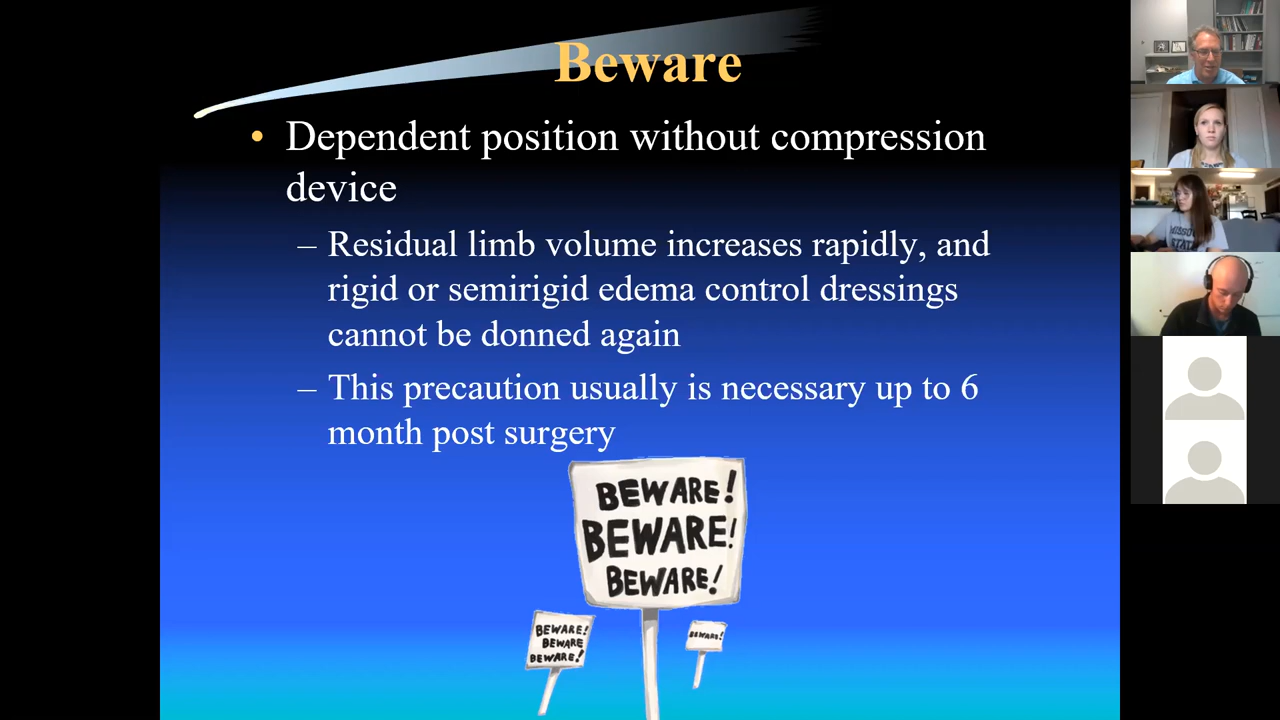 Beware
• Dependent position without compression
device
– Residual limb volume increases rapidly, and
rigid or semirigid edema control dressings
cannot be donned again
– This precaution usually is necessary up to 6
month post surgery
BEWARE!
BEWARE!
BEWARE!
BEWARE!
BEWARE
BEWARE!
BEWARE!